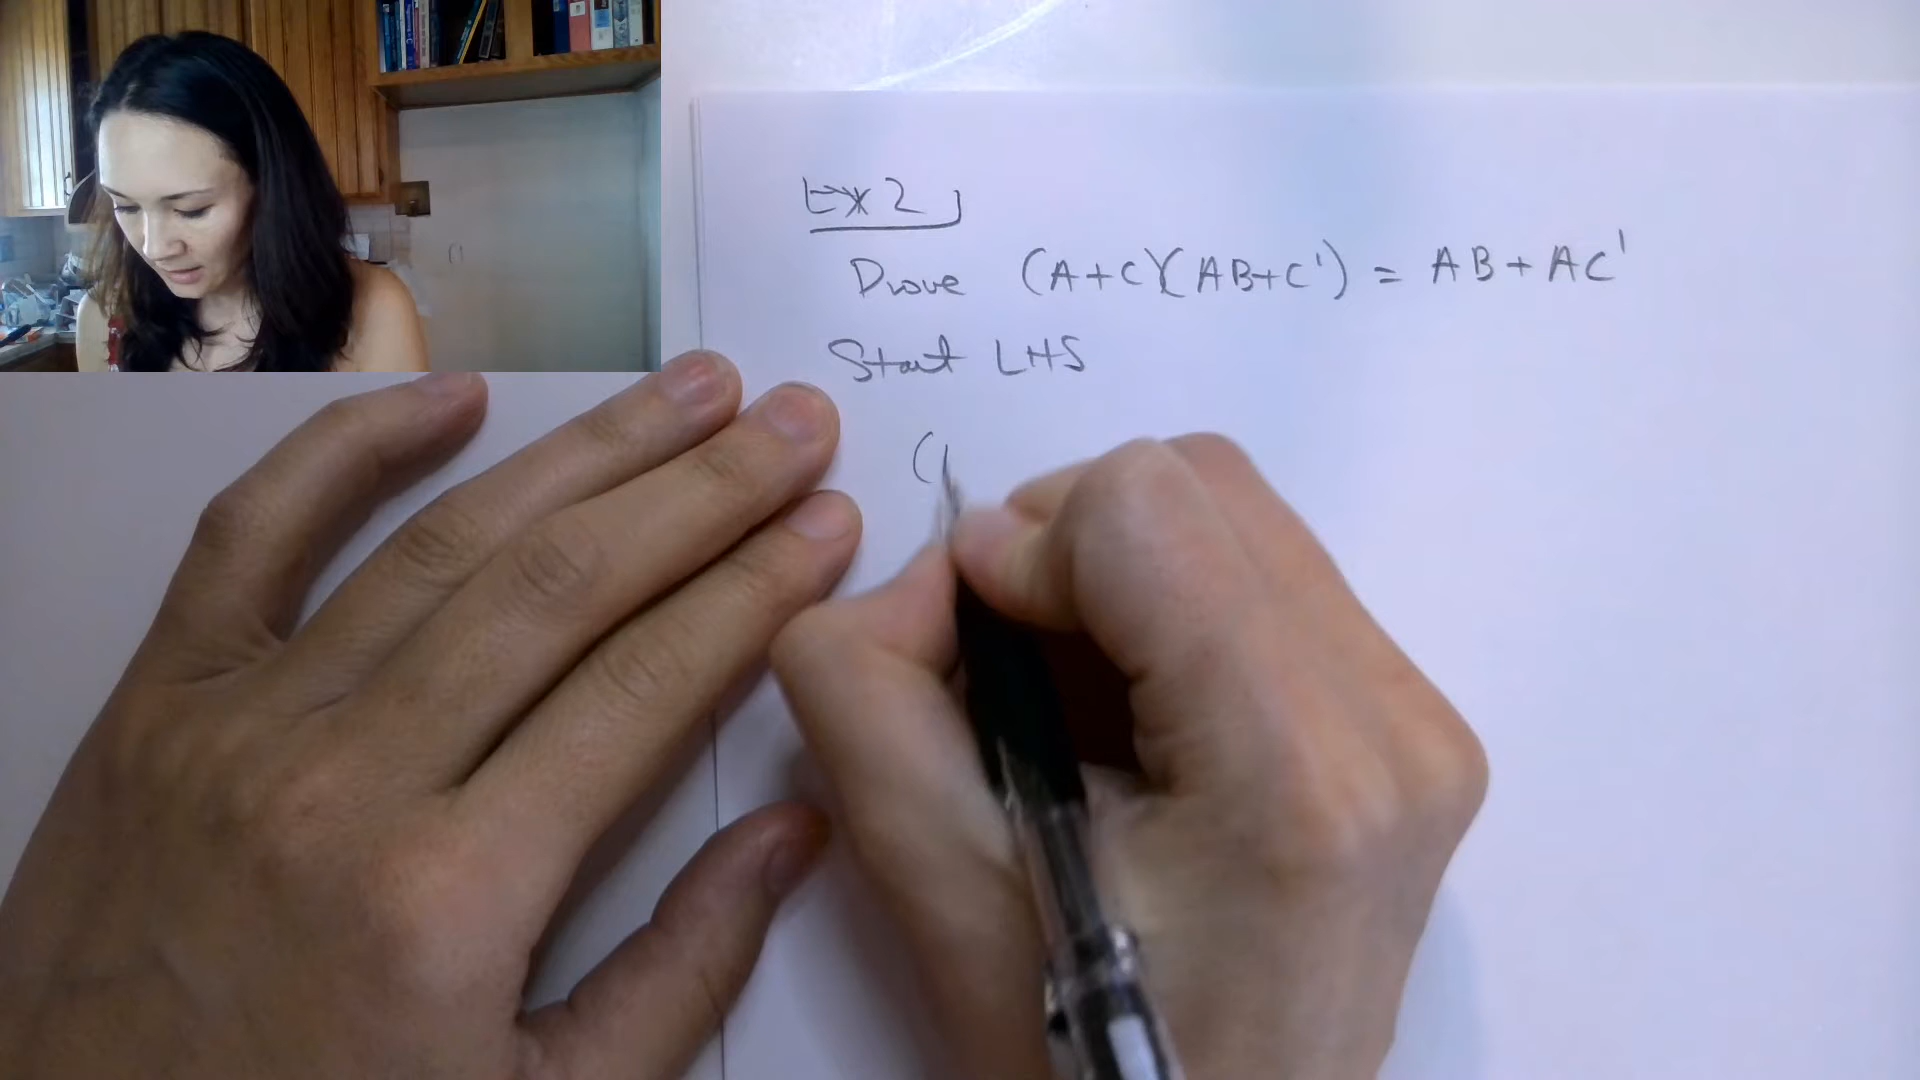 Ex 2
Prove (A+C)(AB+C') = AB + AC'
Start LHS
(